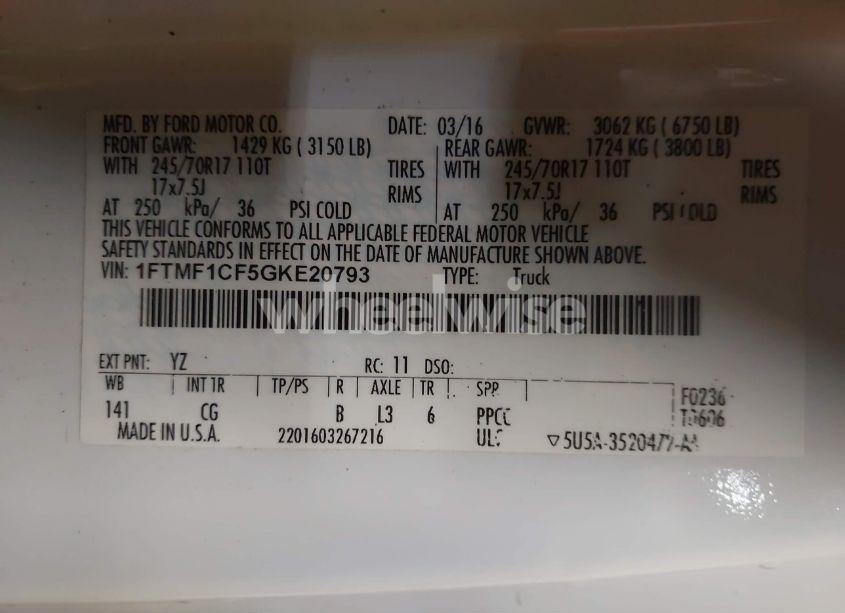 MFD. BY FORD MOTOR CO. DATE: 03/16 GVWR: 3062 KG ( 6750 LB)
FRONT GAWR: 1429 KG ( 3150 LB) REAR GAWR: 1724 KG ( 3800 LB)
WITH 245/70R17 110T TIRES WITH 245/70R17 110T TIRES
17x7.5J RIMS 17x7.5J RIMS
AT 250 kPa/ 36 PSI COLD AT 250 kPa/ 36 PSI COLD
THIS VEHICLE CONFORMS TO ALL APPLICABLE FEDERAL MOTOR VEHICLE
SAFETY STANDARDS IN EFFECT ON THE DATE OF MANUFACTURE SHOWN ABOVE.
VIN: 1FTMF1CF5GKE20793 TYPE: Truck
wheelwise
EXT PNT: YZ RC: 11 DSO:
WB INT TR TP/PS R AXLE TR SPR F0236
141 CG B L3 6
MADE IN U.S.A. 2201603267216